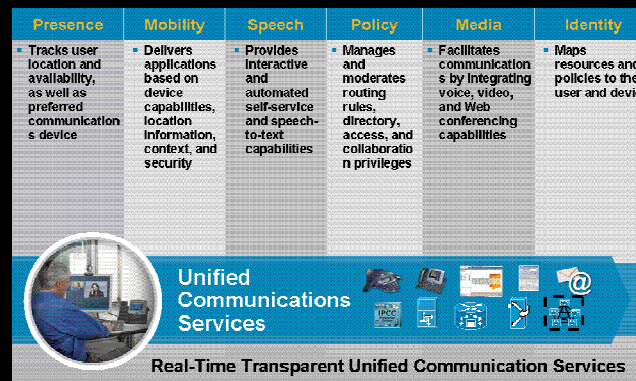 Presence
Mobility
Speech
Policy
Media
Identity
▪ Tracks user
location and
availability,
as well as
preferred
communication
s device
▪ Delivers
applications
based on
device
capabilities,
location
information,
context, and
security
▪ Provides
interactive
and
automated
self-service
and speech-
to-text
capabilities
▪ Manages
and
moderates
routing
rules,
directory,
access, and
collaboratio
n privileges
▪ Facilitates
communication
s by integrating
voice, video,
and Web
conferencing
capabilities
▪ Maps
resources and
policies to the
user and devi
Unified
Communications
Services
@
IPCC
Real-Time Transparent Unified Communication Services